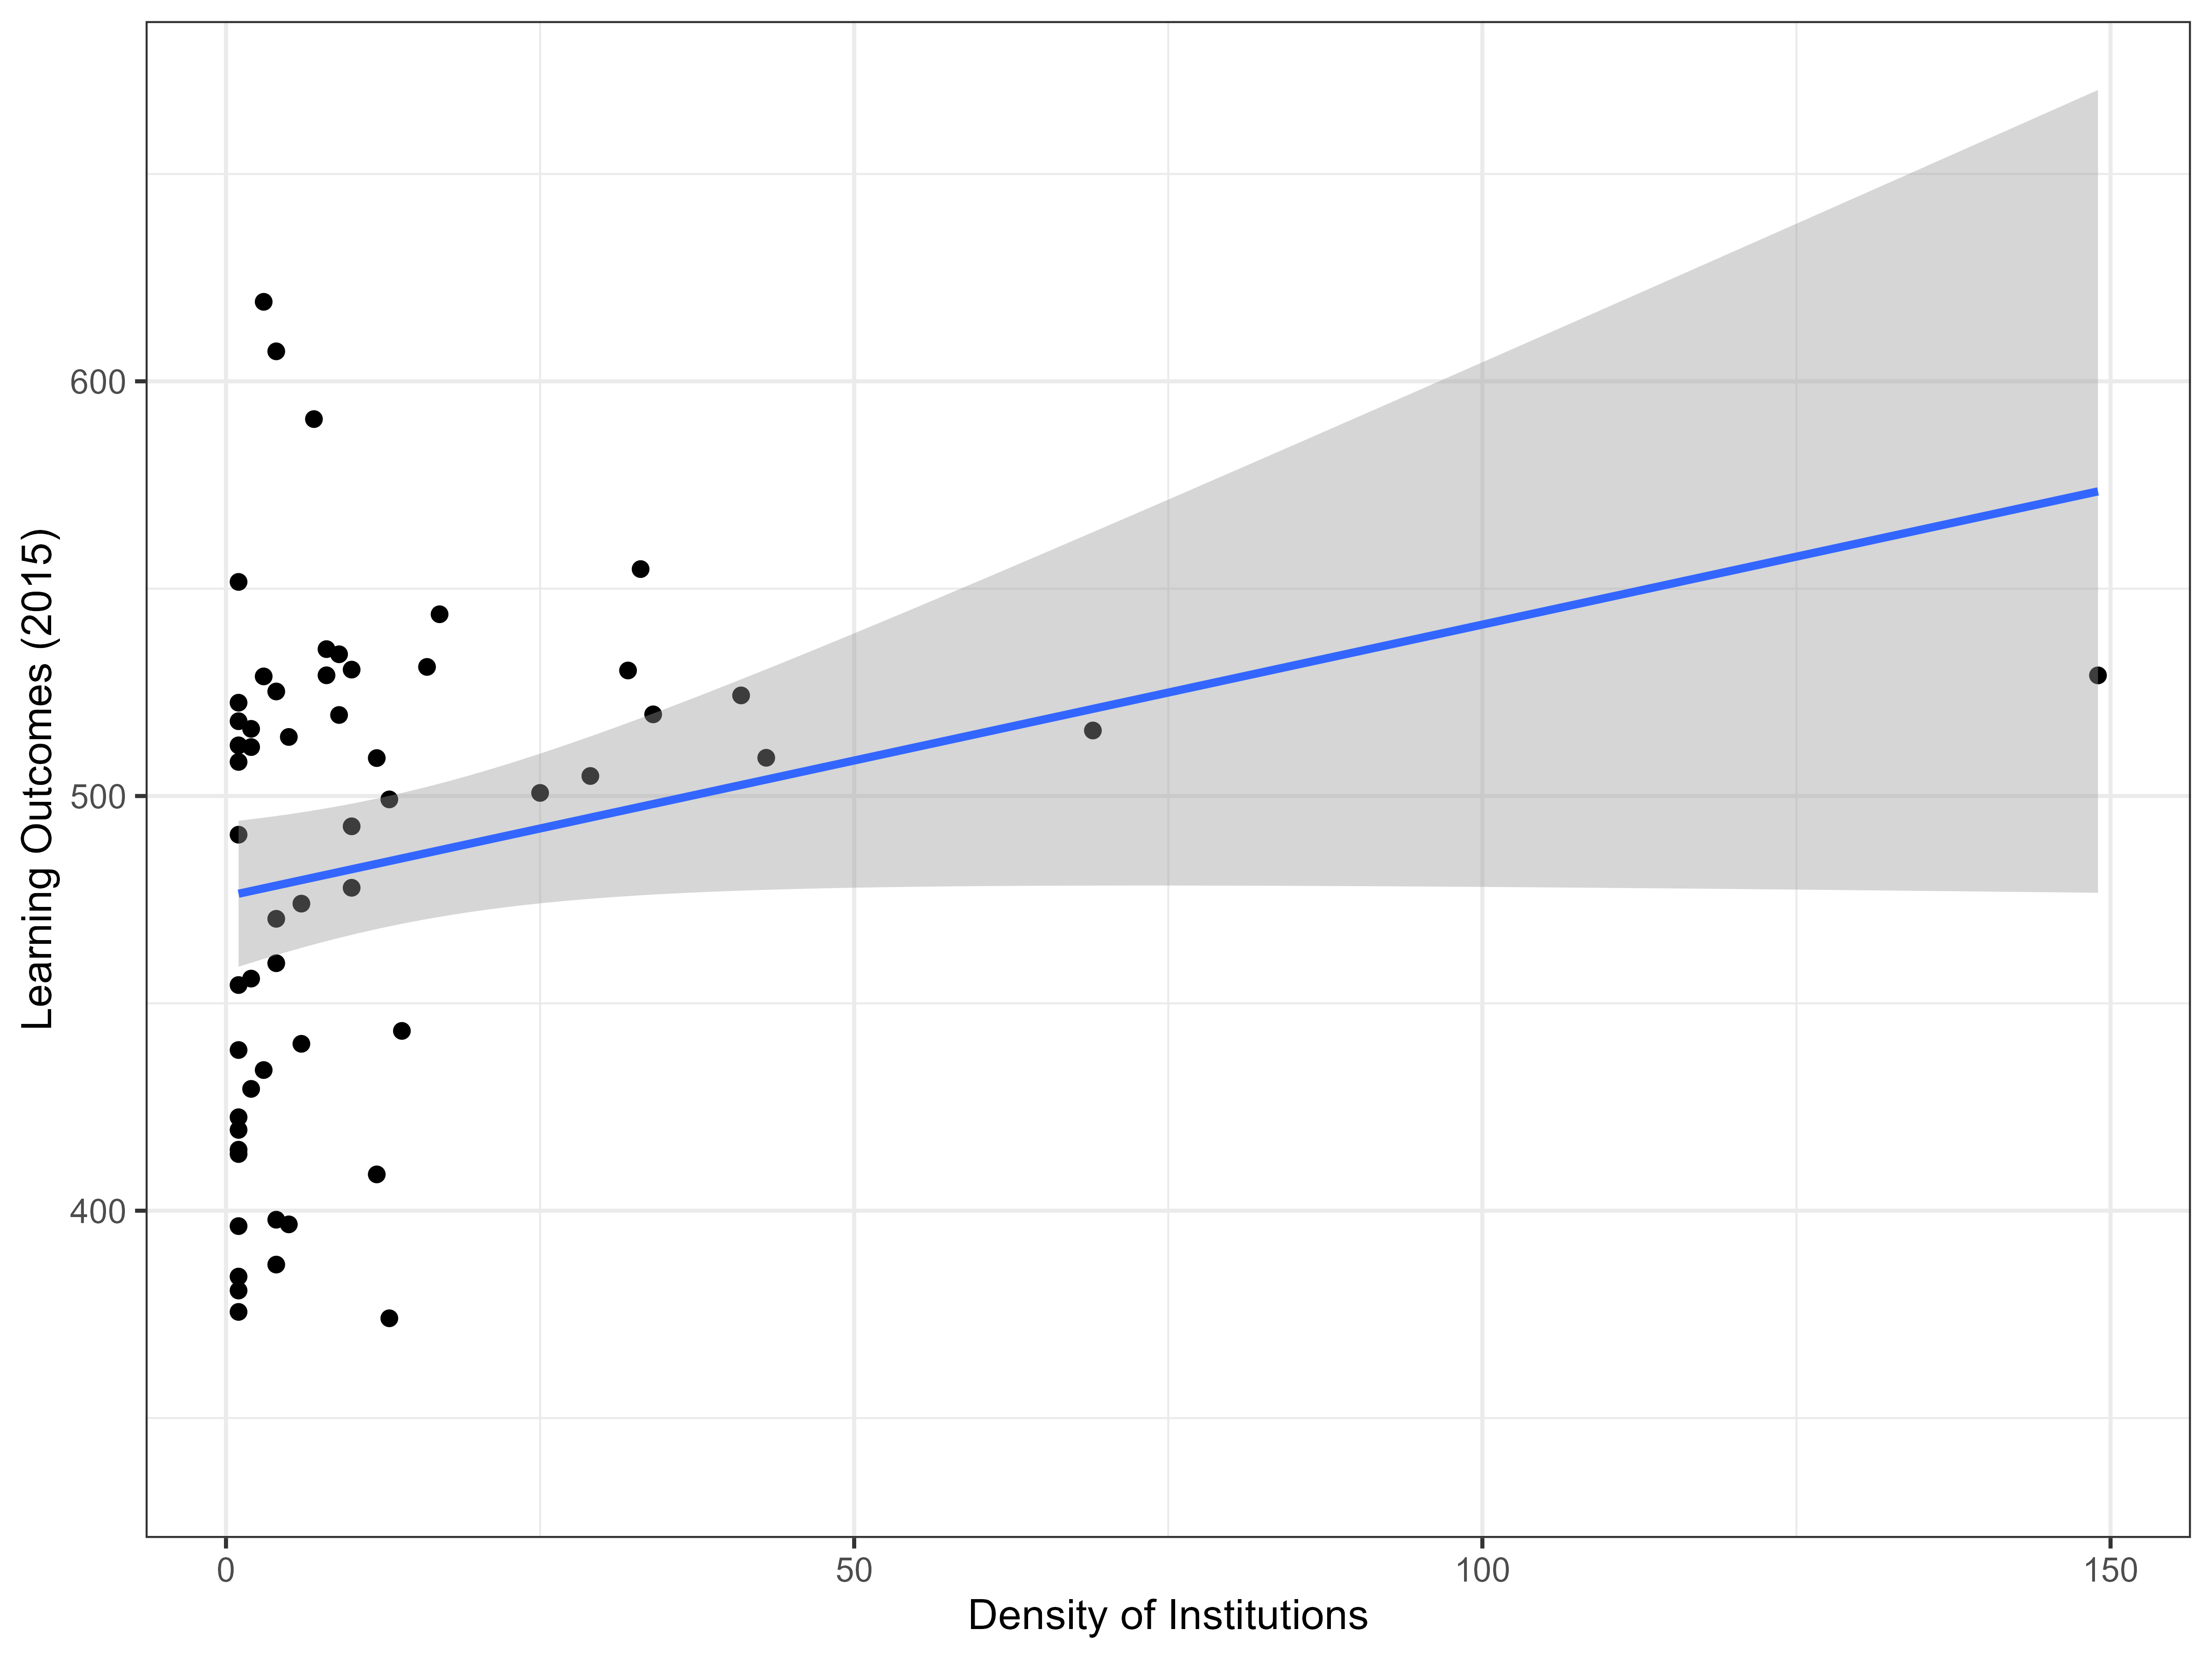 Learning Outcomes (2015)
600
500
400
0 50 100 150
Density of Institutions